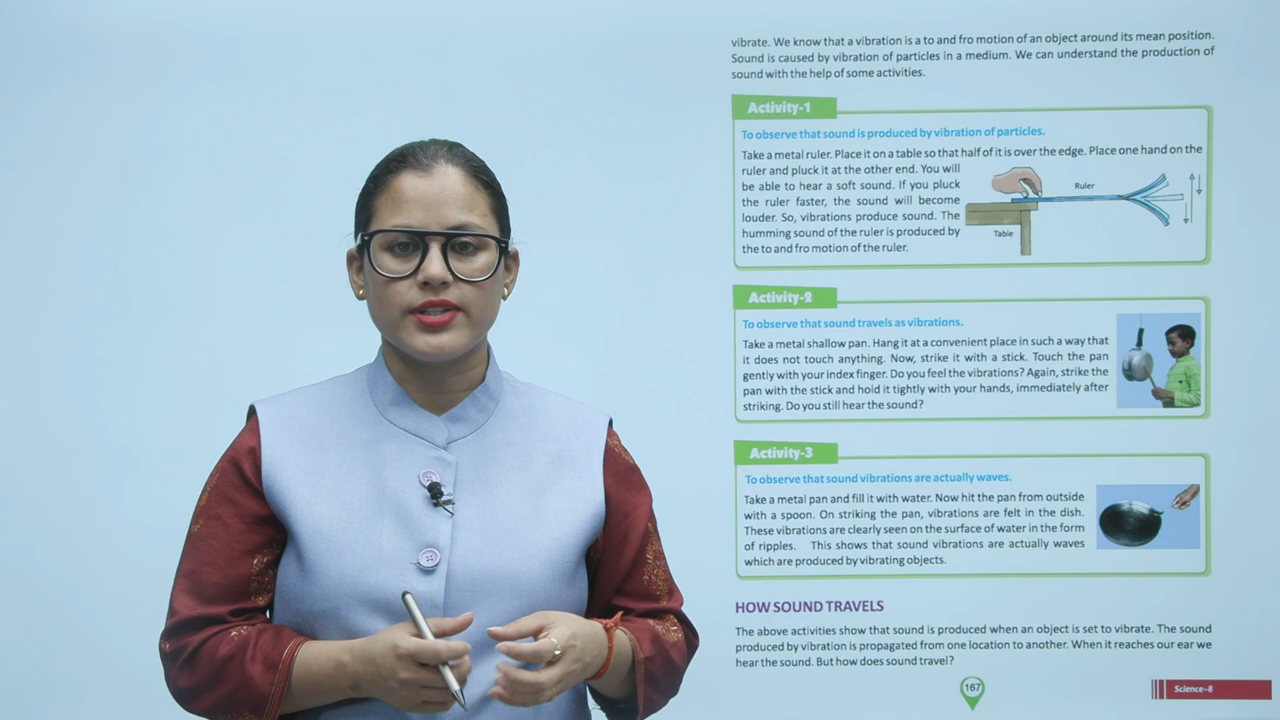 vibrate. We know that a vibration is a to and fro motion of an object around its mean position.
Sound is caused by vibration of particles in a medium. We can understand the production of
sound with the help of some activities.
Activity-1
To observe that sound is produced by vibration of particles.
Take a metal ruler. Place it on a table so that half of it is over the edge. Place one hand on the
ruler and pluck it at the other end. You will
be able to hear a soft sound. If you pluck
the ruler faster, the sound will become
louder. So, vibrations produce sound. The
humming sound of the ruler is produced by
the to and fro motion of the ruler.
Ruler
Table
Activity-2
To observe that sound travels as vibrations.
Take a metal shallow pan. Hang it at a convenient place in such a way that
it does not touch anything. Now, strike it with a stick. Touch the pan
gently with your index finger. Do you feel the vibrations? Again, strike the
pan with the stick and hold it tightly with your hands, immediately after
striking. Do you still hear the sound?
Activity-3
To observe that sound vibrations are actually waves.
Take a metal pan and fill it with water. Now hit the pan from outside
with a spoon. On striking the pan, vibrations are felt in the dish.
These vibrations are clearly seen on the surface of water in the form
of ripples. This shows that sound vibrations are actually waves
which are produced by vibrating objects.
HOW SOUND TRAVELS
The above activities show that sound is produced when an object is set to vibrate. The sound
produced by vibration is propagated from one location to another. When it reaches our ear we
hear the sound. But how does sound travel?
167
Science-8